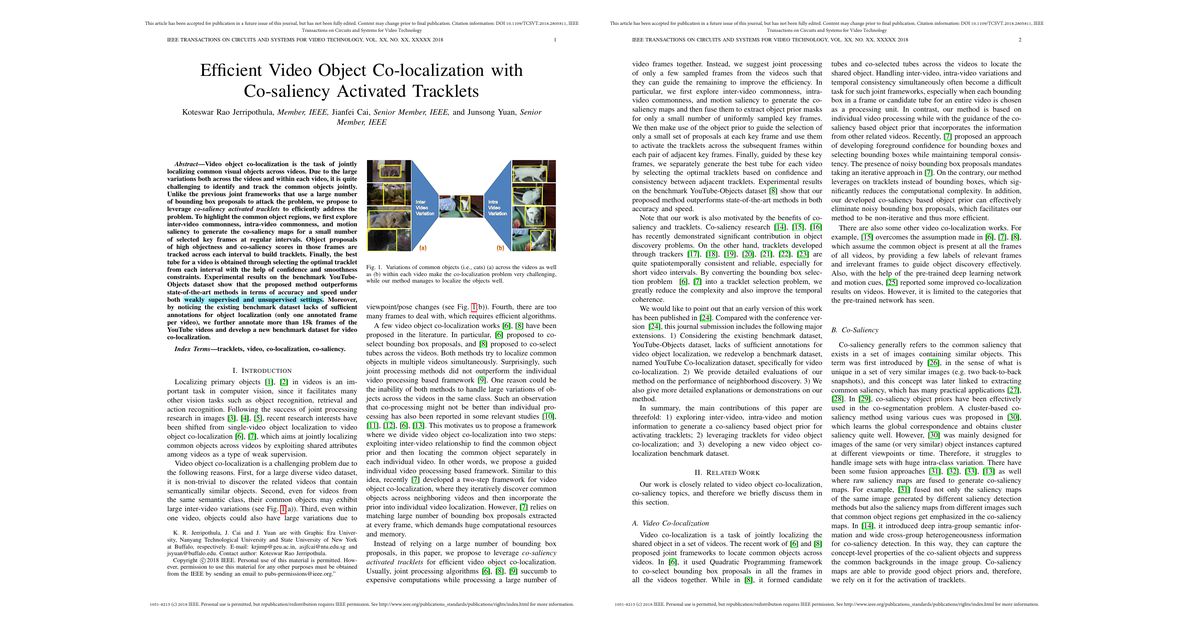 This article has been accepted for publication in a future issue of this journal, but has not been fully edited. Content may change prior to final publication. Citation information: DOI 10.1109/TCSVT.2018.2805811, IEEE
Transactions on Circuits and Systems for Video Technology
IEEE TRANSACTIONS ON CIRCUITS AND SYSTEMS FOR VIDEO TECHNOLOGY, VOL. XX, NO. XX, XXXXX 2018 1
Efficient Video Object Co-localization with
Co-saliency Activated Tracklets
Koteswar Rao Jerripothula, Member, IEEE, Jianfei Cai, Senior Member, IEEE, and Junsong Yuan, Senior
Member, IEEE
Abstract—Video object co-localization is the task of jointly
localizing common visual objects across videos. Due to the large
variations both across the videos and within each video, it is quite
challenging to identify and track the common objects jointly.
Unlike the previous joint frameworks that use a large number
of bounding box proposals to attack the problem, we propose to
leverage co-saliency activated tracklets to efficiently address the
problem. To highlight the common object regions, we first explore
inter-video commonness, intra-video commonness, and motion
saliency to generate the co-saliency maps for a small number
of selected key frames at regular intervals. Object proposals
of high objectness and co-saliency scores in those frames are
tracked across each interval to build tracklets. Finally, the best
tube for a video is obtained through selecting the optimal tracklet
from each interval with the help of confidence and smoothness
constraints. Experimental results on the benchmark YouTube-
Objects dataset show that the proposed method outperforms
state-of-the-art methods in terms of accuracy and speed under
both weakly supervised and unsupervised settings. Moreover,
by noticing the existing benchmark dataset lacks of sufficient
annotations for object localization (only one annotated frame
per video), we further annotate more than 15k frames of the
YouTube videos and develop a new benchmark dataset for video
co-localization.
Index Terms—tracklets, video, co-localization, co-saliency.
I. INTRODUCTION
Localizing primary objects [1], [2] in videos is an im-
portant task in computer vision, since it facilitates many
other vision tasks such as object recognition, retrieval and
action recognition. Following the success of joint processing
research in images [3], [4], [5], recent research interests have
been shifted from single-video object localization to video
object co-localization [6], [7], which aims at jointly localizing
common objects across videos by exploiting shared attributes
among videos as a type of weak supervision.
Video object co-localization is a challenging problem due to
the following reasons. First, for a large diverse video dataset,
it is non-trivial to discover the related videos that contain
semantically similar objects. Second, even for videos from
the same semantic class, their common objects may exhibit
large inter-video variations (see Fig. 1(a)). Third, even within
one video, objects could also have large variations due to
K. R. Jerripothula, J. Cai and J. Yuan are with Graphic Era Univer-
sity, Nanyang Technological University and State University of New York
at Buffalo, respectively. E-mail: krjimp@geu.ac.in, asjfcai@ntu.edu.sg and
jsyuan@buffalo.edu. Contact author: Koteswar Rao Jerripothula.
Copyright © 2018 IEEE. Personal use of this material is permitted. How-
ever, permission to use this material for any other purposes must be obtained
from the IEEE by sending an email to pubs-permissions@ieee.org."
Inter
Video
Variation
Intra
Video
Variation
(a)
(b)
Fig. 1. Variations of common objects (i.e., cats) (a) across the videos as well
as (b) within each video make the co-localization problem very challenging,
while our method manages to localize the objects well.
viewpoint/pose changes (see Fig. 1(b)). Fourth, there are too
many frames to deal with, which requires efficient algorithms.
A few video object co-localization works [6], [8] have been
proposed in the literature. In particular, [6] proposed to co-
select bounding box proposals, and [8] proposed to co-select
tubes across the videos. Both methods try to localize common
objects in multiple videos simultaneously. Surprisingly, such
joint processing methods did not outperform the individual
video processing based framework [9]. One reason could be
the inability of both methods to handle large variations of ob-
jects across the videos in the same class. Such an observation
that co-processing might not be better than individual pro-
cessing has also been reported in some relevant studies [10],
[11], [12], [6], [13]. This motivates us to propose a framework
where we divide video object co-localization into two steps:
exploiting inter-video relationship to find the common object
prior and then locating the common object separately in
each individual video. In other words, we propose a guided
individual video processing based framework. Similar to this
idea, recently [7] developed a two-step framework for video
object co-localization, where they iteratively discover common
objects across neighboring videos and then incorporate the
prior into individual video localization. However, [7] relies on
matching large number of bounding box proposals extracted
at every frame, which demands huge computational resources
and memory.
Instead of relying on a large number of bounding box
proposals, in this paper, we propose to leverage co-saliency
activated tracklets for efficient video object co-localization.
Usually, joint processing algorithms [6], [8], [9] succumb to
expensive computations while processing a large number of
1051-8215 (c) 2018 IEEE. Personal use is permitted, but republication/redistribution requires IEEE permission. See http://www.ieee.org/publications_standards/publications/rights/index.html for more information.
This article has been accepted for publication in a future issue of this journal, but has not been fully edited. Content may change prior to final publication. Citation information: DOI 10.1109/TCSVT.2018.2805811, IEEE
Transactions on Circuits and Systems for Video Technology
IEEE TRANSACTIONS ON CIRCUITS AND SYSTEMS FOR VIDEO TECHNOLOGY, VOL. XX, NO. XX, XXXXX 2018 2
video frames together. Instead, we suggest joint processing
of only a few sampled frames from the videos such that
they can guide the remaining to improve the efficiency. In
particular, we first explore inter-video commonness, intra-
video commonness, and motion saliency to generate the co-
saliency maps and then fuse them to extract object prior masks
for only a small number of uniformly sampled key frames.
We then make use of the object prior to guide the selection of
only a small set of proposals at each key frame and use them
to activate the tracklets across the subsequent frames within
each pair of adjacent key frames. Finally, guided by these key
frames, we separately generate the best tube for each video
by selecting the optimal tracklets based on confidence and
consistency between adjacent tracklets. Experimental results
on the benchmark YouTube-Objects dataset [8] show that our
proposed method outperforms state-of-the-art methods in both
accuracy and speed.
Note that our work is also motivated by the benefits of co-
saliency and tracklets. Co-saliency research [14], [15], [16]
has recently demonstrated significant contribution in object
discovery problems. On the other hand, tracklets developed
through trackers [17], [18], [19], [20], [21], [22], [23] are
quite spatiotemporally consistent and reliable, especially for
short video intervals. By converting the bounding box selec-
tion problem [6], [7] into a tracklet selection problem, we
greatly reduce the complexity and also improve the temporal
coherence.
We would like to point out that an early version of this work
has been published in [24]. Compared with the conference ver-
sion [24], this journal submission includes the following major
extensions. 1) Considering the existing benchmark dataset,
YouTube-Objects dataset, lacks of sufficient annotations for
video object localization, we redevelop a benchmark dataset,
named YouTube Co-localization dataset, specifically for video
co-localization. 2) We provide detailed evaluations of our
method on the performance of neighborhood discovery. 3) We
also give more detailed explanations or demonstrations on our
method.
In summary, the main contributions of this paper are
threefold: 1) exploring inter-video, intra-video and motion
information to generate a co-saliency based object prior for
activating tracklets; 2) leveraging tracklets for video object
co-localization; and 3) developing a new video object co-
localization benchmark dataset.
II. RELATED WORK
Our work is closely related to video object co-localization,
co-saliency topics, and therefore we briefly discuss them in
this section.
A. Video Co-localization
Video co-localization is a task of jointly localizing the
shared object in a set of videos. The recent work of [6] and [8]
proposed joint frameworks to locate common objects across
videos. In [6], it used Quadratic Programming framework
to co-select bounding box proposals in all the frames in
all the videos together. While in [8], it formed candidate
tubes and co-selected tubes across the videos to locate the
shared object. Handling inter-video, intra-video variations and
temporal consistency simultaneously often become a difficult
task for such joint frameworks, especially when each bounding
box in a frame or candidate tube for an entire video is chosen
as a processing unit. In contrast, our method is based on
individual video processing while with the guidance of the co-
saliency based object prior that incorporates the information
from other related videos. Recently, [7] proposed an approach
of developing foreground confidence for bounding boxes and
selecting bounding boxes while maintaining temporal consis-
tency. The presence of noisy bounding box proposals mandates
taking an iterative approach in [7]. On the contrary, our method
leverages on tracklets instead of bounding boxes, which sig-
nificantly reduces the computational complexity. In addition,
our developed co-saliency based object prior can effectively
eliminate noisy bounding box proposals, which facilitates our
method to be non-iterative and thus more efficient.
There are also some other video co-localization works. For
example, [15] overcomes the assumption made in [6], [7], [8],
which assume the common object is present at all the frames
of all videos, by providing a few labels of relevant frames
and irrelevant frames to guide object discovery effectively.
Also, with the help of the pre-trained deep learning network
and motion cues, [25] reported some improved co-localization
results on videos. However, it is limited to the categories that
the pre-trained network has seen.
B. Co-Saliency
Co-saliency generally refers to the common saliency that
exists in a set of images containing similar objects. This
term was first introduced by [26], in the sense of what is
unique in a set of very similar images (e.g. two back-to-back
snapshots), and this concept was later linked to extracting
common saliency, which has many practical applications [27],
[28]. In [29], co-saliency object priors have been effectively
used in the co-segmentation problem. A cluster-based co-
saliency method using various cues was proposed in [30],
which learns the global correspondence and obtains cluster
saliency quite well. However, [30] was mainly designed for
images of the same (or very similar) object instances captured
at different viewpoints or time. Therefore, it struggles to
handle image sets with huge intra-class variation. There have
been some fusion approaches [31], [32], [33], [13] as well
where raw saliency maps are fused to generate co-saliency
maps. For example, [31] fused not only the saliency maps
of the same image generated by different saliency detection
methods but also the saliency maps from different images such
that common object regions get emphasized in the co-saliency
maps. In [14], it introduced deep intra-group semantic infor-
mation and wide cross-group heterogeneousness information
for co-saliency detection. In this way, they can capture the
concept-level properties of the co-salient objects and suppress
the common backgrounds in the image group. Co-saliency
maps are able to provide good object priors and, therefore,
we rely on it for the activation of tracklets.
1051-8215 (c) 2018 IEEE. Personal use is permitted, but republication/redistribution requires IEEE permission. See http://www.ieee.org/publications_standards/publications/rights/index.html for more information.